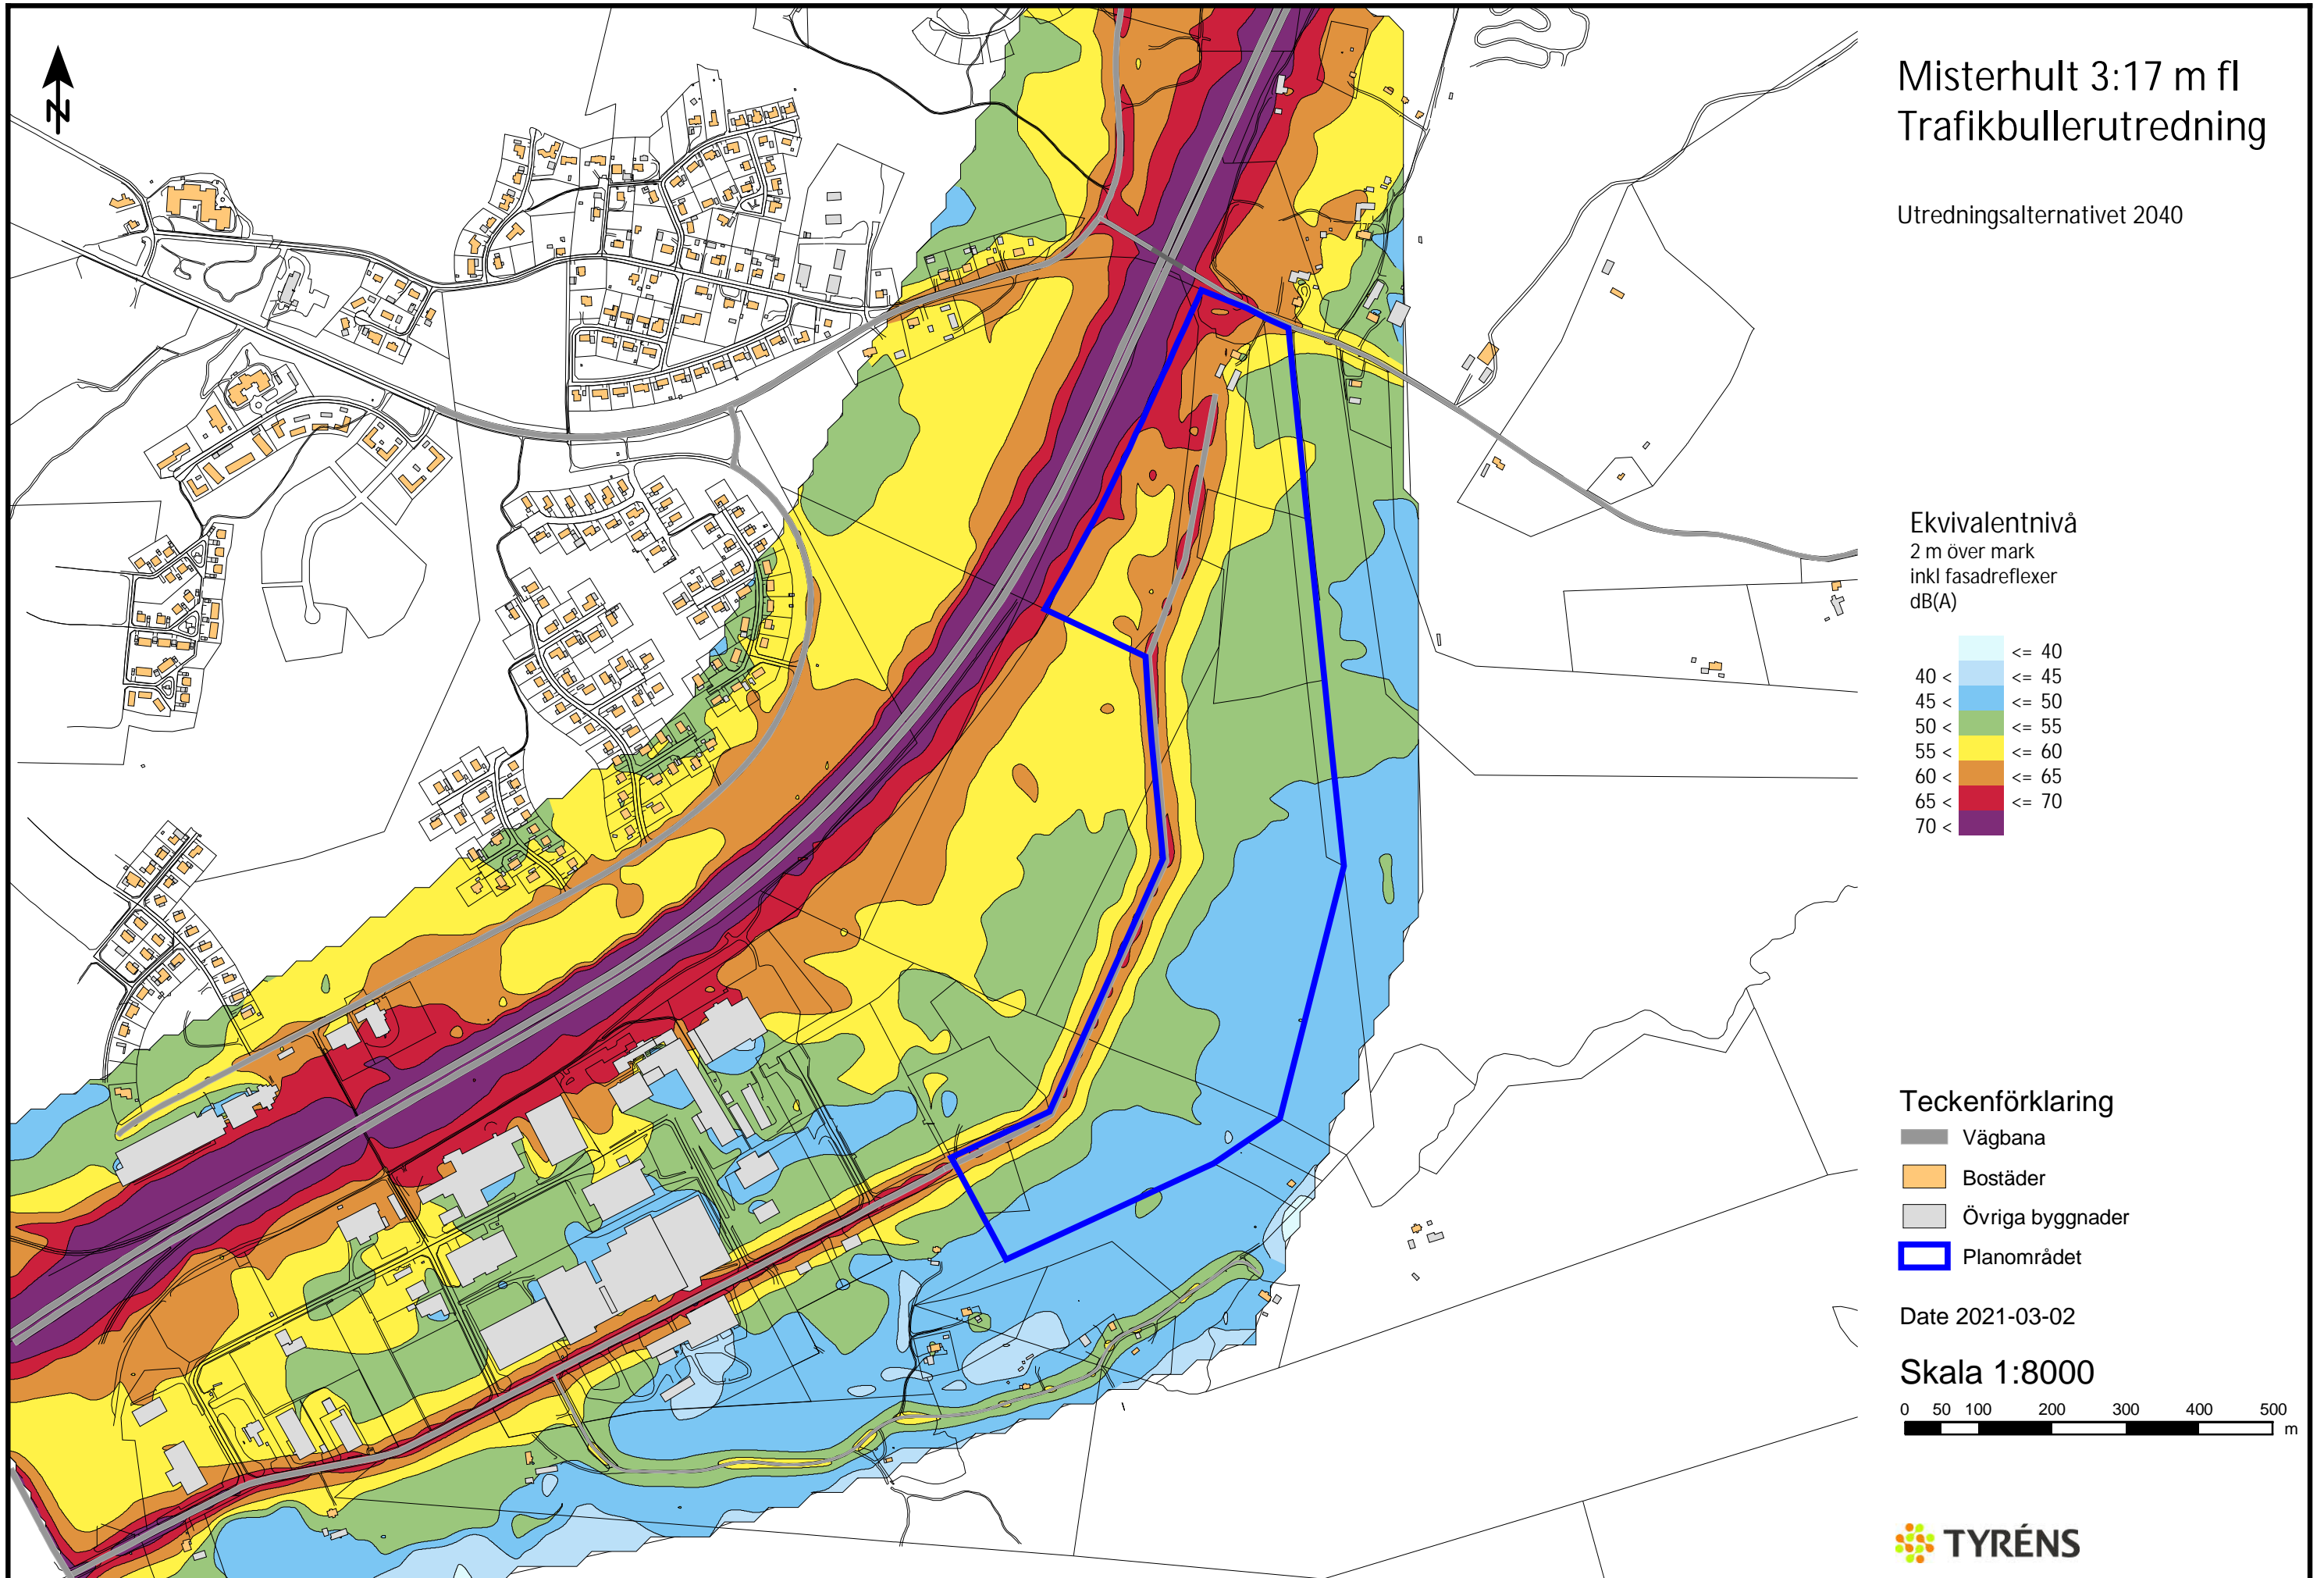 N
Misterhult 3:17 m fl
Trafikbullerutredning
Utredningsalternativet 2040
Ekvivalentnivå
2 m över mark
inkl fasadreflexer
dB(A)
<= 40
40 < <= 45
45 < <= 50
50 < <= 55
55 < <= 60
60 < <= 65
65 < <= 70
70 <
Teckenförklaring
Vägbana
Bostäder
Övriga byggnader
Planområdet
Date 2021-03-02
Skala 1:8000
0 50 100 200 300 400 500
m
TYRÉNS